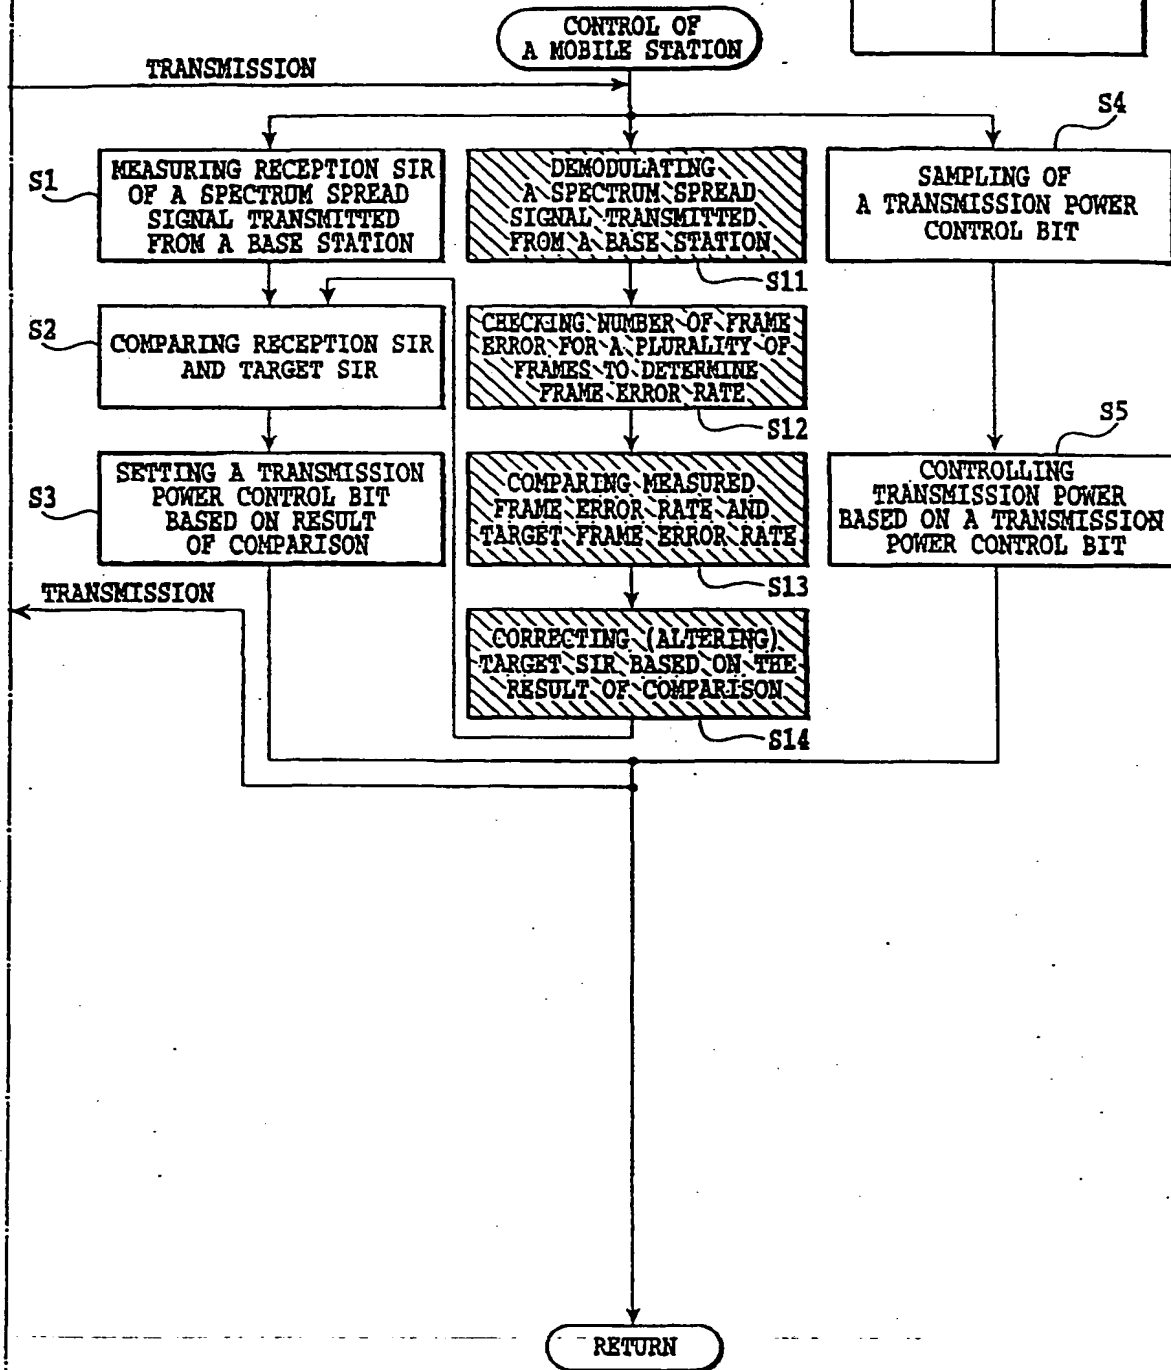 CONTROL OF
A MOBILE STATION
TRANSMISSION
S1
MEASURING RECEPTION SIR
OF A SPECTRUM SPREAD
SIGNAL TRANSMITTED
FROM A BASE STATION
DEMODULATING
A SPECTRUM SPREAD
SIGNAL TRANSMITTED
FROM A BASE STATION
S11
S4
SAMPLING OF
A TRANSMISSION POWER
CONTROL BIT
S2
COMPARING RECEPTION SIR
AND TARGET SIR
CHECKING NUMBER OF FRAME
ERROR FOR A PLURALITY OF
FRAMES TO DETERMINE
FRAME ERROR RATE
S12
S3
SETTING A TRANSMISSION
POWER CONTROL BIT
BASED ON RESULT
OF COMPARISON
COMPARING MEASURED
FRAME ERROR RATE AND
TARGET FRAME ERROR RATE
S13
S5
CONTROLLING
TRANSMISSION POWER
BASED ON A TRANSMISSION
POWER CONTROL BIT
TRANSMISSION
CORRECTING (ALTERING)
TARGET SIR BASED ON THE
RESULT OF COMPARISON
S14
RETURN